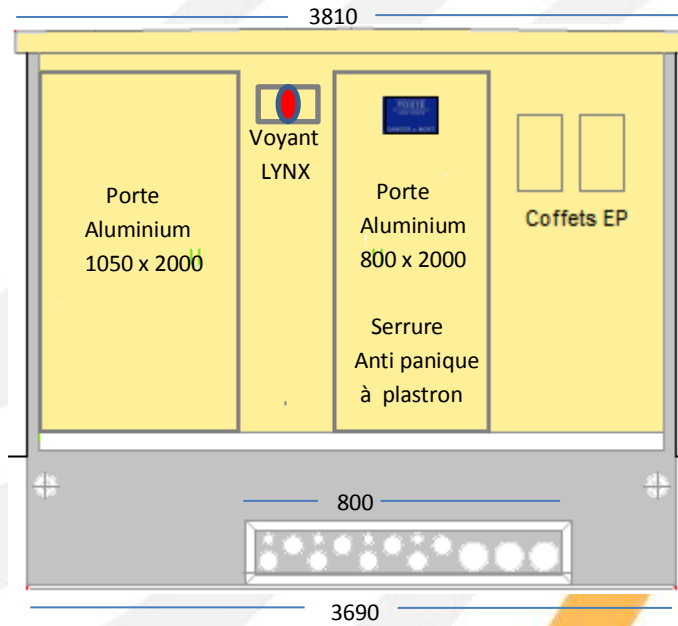 3810
Voyant
LYNX
Porte
Aluminium
1050 x 2000
Porte
Aluminium
800 x 2000
Serrure
Anti panique
à plastron
Coffets EP
800
3690